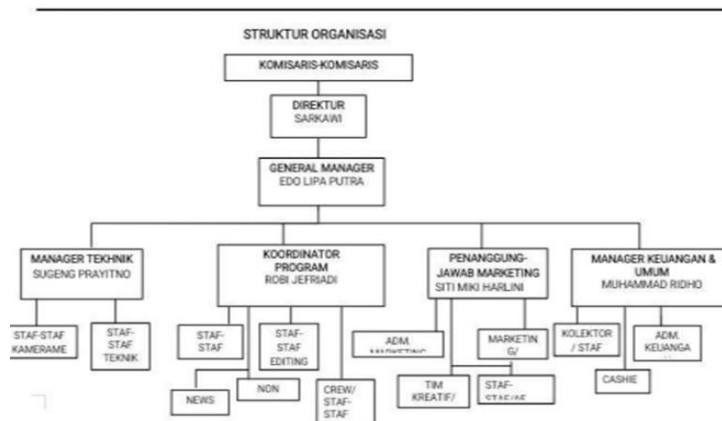 STRUKTUR ORGANISASI
KOMISARIS-KOMISARIS
DIREKTUR
SARKAWI
GENERAL MANAGER
EDO LIPA PUTRA
MANAGER TEKHNIK
SUGENG PRAYITNO
KOORDINATOR
PROGRAM
ROBI JEFRIADI
PENANGGUNG-
JAWAB MARKETING
SITI MIKI HARLINI
MANAGER KEUANGAN &
UMUM
MUHAMMAD RIDHO
STAF-STAF
KAMERAME
STAF-
STAF
TEKNIK
STAF-
STAF
STAF-
STAF
EDITING
ADM.
MARKETING
MARKETIN
G/
KOLEKTOR
/ STAF
ADM.
KEUANGA
NEWS
NON
CREW/
STAF-
STAF
TIM
KREATIF/
STAF-
CASHIE